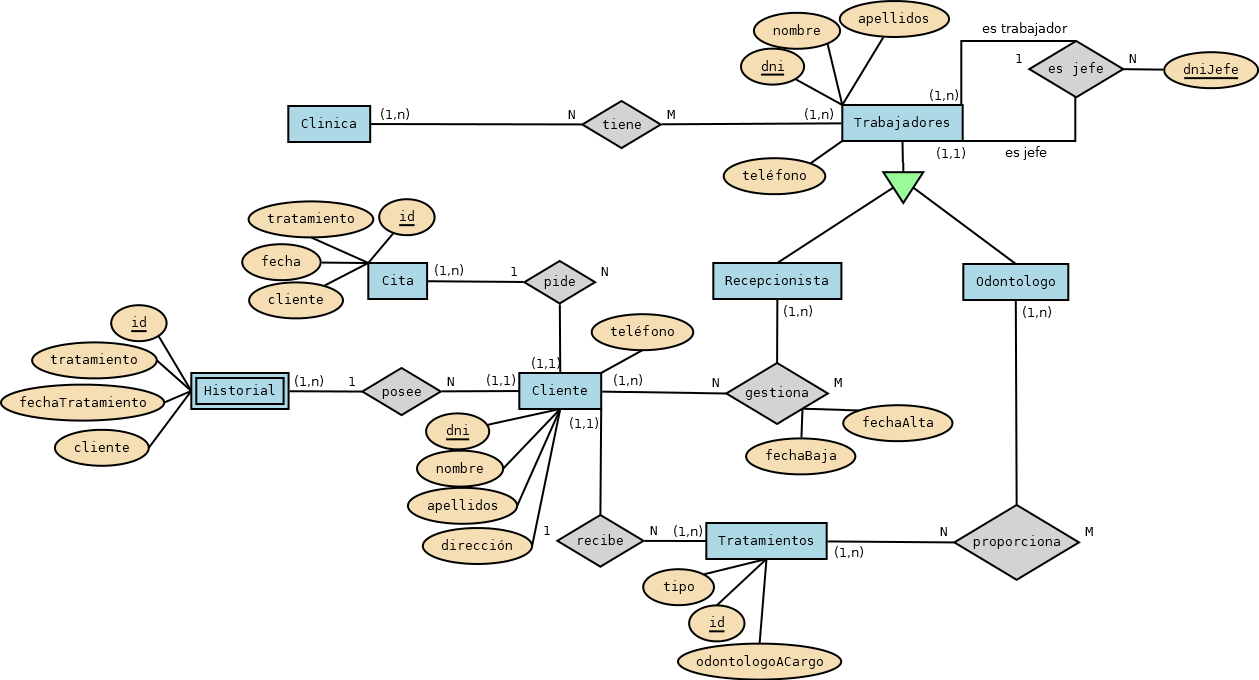 apellidos
nombre
es trabajador
dni
1
es jefe
N
dniJefe
(1,n)
Clinica
(1,n)
N
tiene
M
(1,n)
Trabajadores
(1,1)
es jefe
teléfono
tratamiento
id
fecha
Cita
(1,n)
1
pide
N
cliente
Recepcionista
Odontologo
(1,n)
(1,n)
id
teléfono
tratamiento
(1,1)
Historial
(1,n)
1
posee
N
(1,1)
Cliente
(1,n)
N
gestiona
M
fechaTratamiento
cliente
(1,1)
fechaAlta
dni
nombre
fechaBaja
apellidos
dirección
1
recibe
N
(1,n)
Tratamientos
(1,n)
N
proporciona
M
tipo
id
odontologoACargo